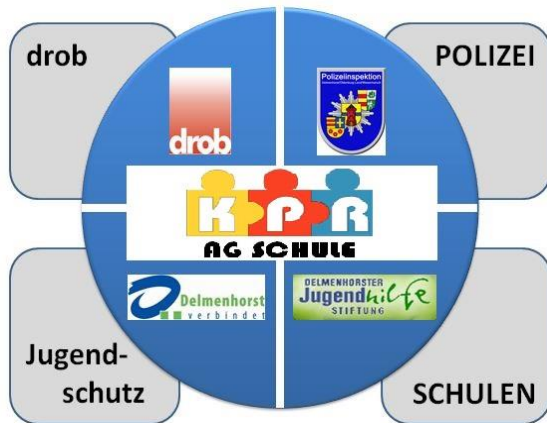 drob
POLIZEI
drob
Polizeiinspektion
KPR
AG SCHULE
Delmenhorst
verbindet
DELMENHORSTER
Jugendhilfe
STIFTUNG
Jugend-
schutz
SCHULEN